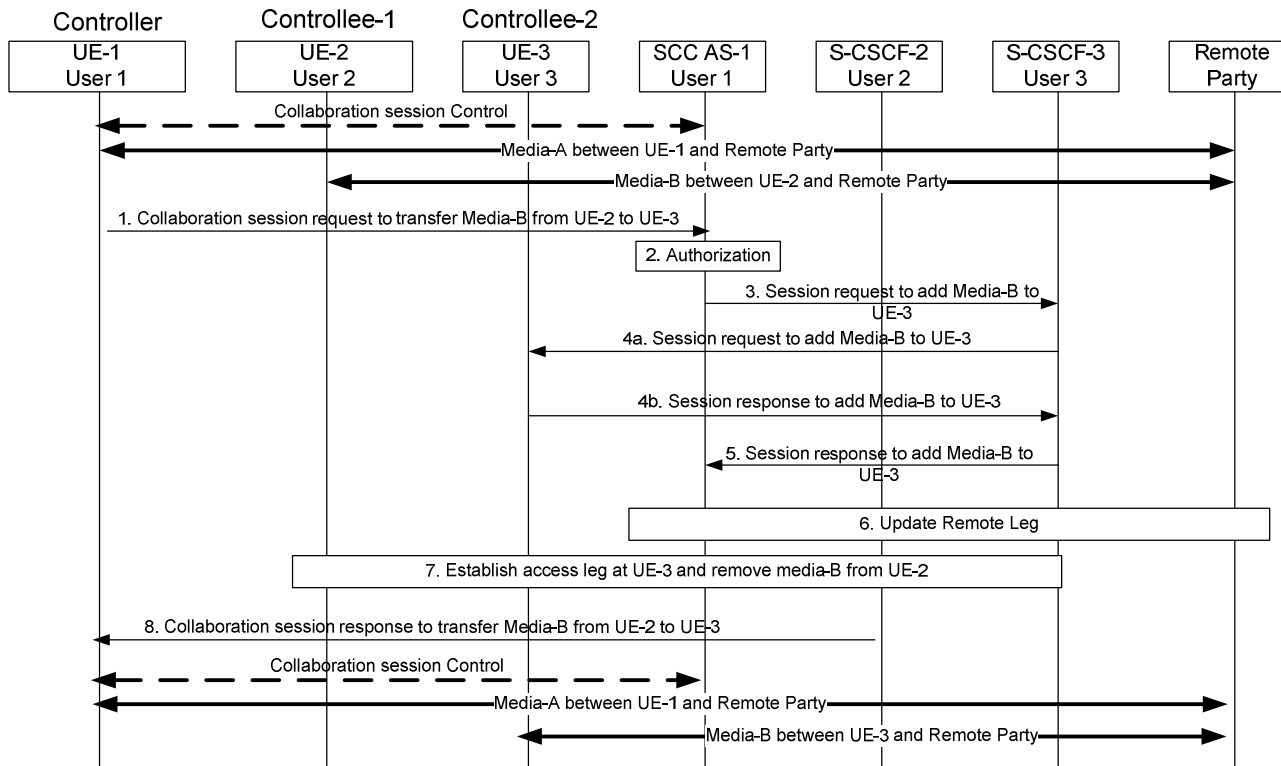 Controller
Controllee-1
Controllee-2
UE-1
User 1
UE-2
User 2
UE-3
User 3
SCC AS-1
User 1
S-CSCF-2
User 2
S-CSCF-3
User 3
Remote
Party
Collaboration session Control
Media-A between UE-1 and Remote Party
Media-B between UE-2 and Remote Party
1. Collaboration session request to transfer Media-B from UE-2 to UE-3
2. Authorization
3. Session request to add Media-B to
UE-3
4a. Session request to add Media-B to UE-3
4b. Session response to add Media-B to UE-3
5. Session response to add Media-B to
UE-3
6. Update Remote Leg
7. Establish access leg at UE-3 and remove media-B from UE-2
8. Collaboration session response to transfer Media-B from UE-2 to UE-3
Collaboration session Control
Media-A between UE-1 and Remote Party
Media-B between UE-3 and Remote Party